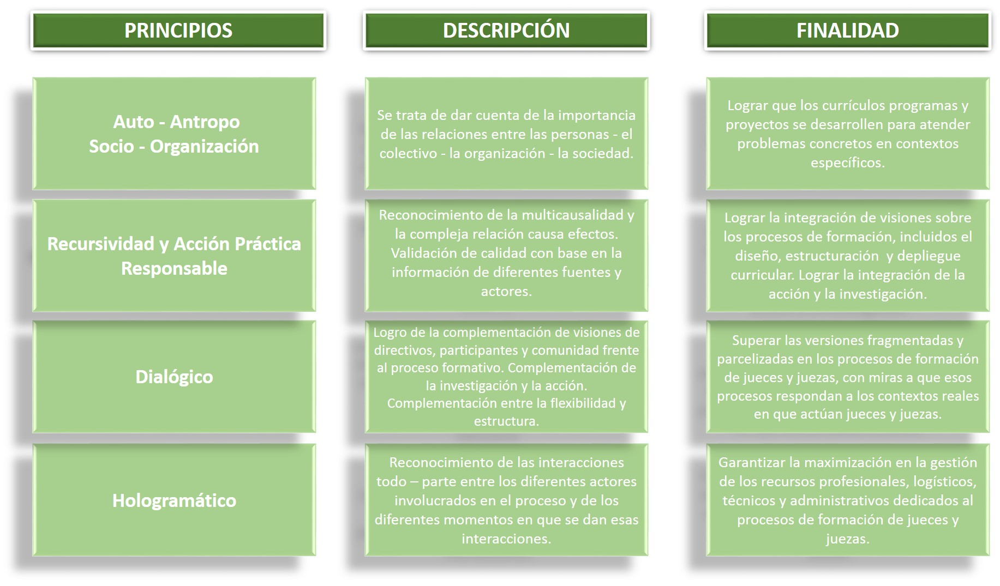 PRINCIPIOS
DESCRIPCIÓN
FINALIDAD
Auto - Antropo
Socio - Organización
Se trata de dar cuenta de la importancia
de las relaciones entre las personas - el
colectivo - la organización - la sociedad.
Lograr que los currículos programas y
proyectos se desarrollen para atender
problemas concretos en contextos
específicos.
Recursividad y Acción Práctica
Responsable
Reconocimiento de la multicausalidad y
la compleja relación causa efectos.
Validación de calidad con base en la
información de diferentes fuentes y
actores.
Lograr la integración de visiones sobre
los procesos de formación, incluidos el
diseño, estructuración  y depliegue
curricular. Lograr la integración de la
acción y la investigación.
Dialógico
Logro de la complementación de visiones de
directivos, participantes y comunidad frente
al proceso formativo. Complementación de
la investigación y la acción.
Complementación entre la flexibilidad y
estructura.
Superar las versiones fragmentadas y
parcelizadas en los procesos de formación
de jueces y juezas, con miras a que esos
procesos respondan a los contextos reales
en que actúan jueces y juezas.
Hologramático
Reconocimiento de las interacciones
todo – parte entre los diferentes actores
involucrados en el proceso y de los
diferentes momentos en que se dan esas
interacciones.
Garantizar la maximización en la gestión
de los recursos profesionales, logísticos,
técnicos y administrativos dedicados al
procesos de formación de jueces y
juezas.